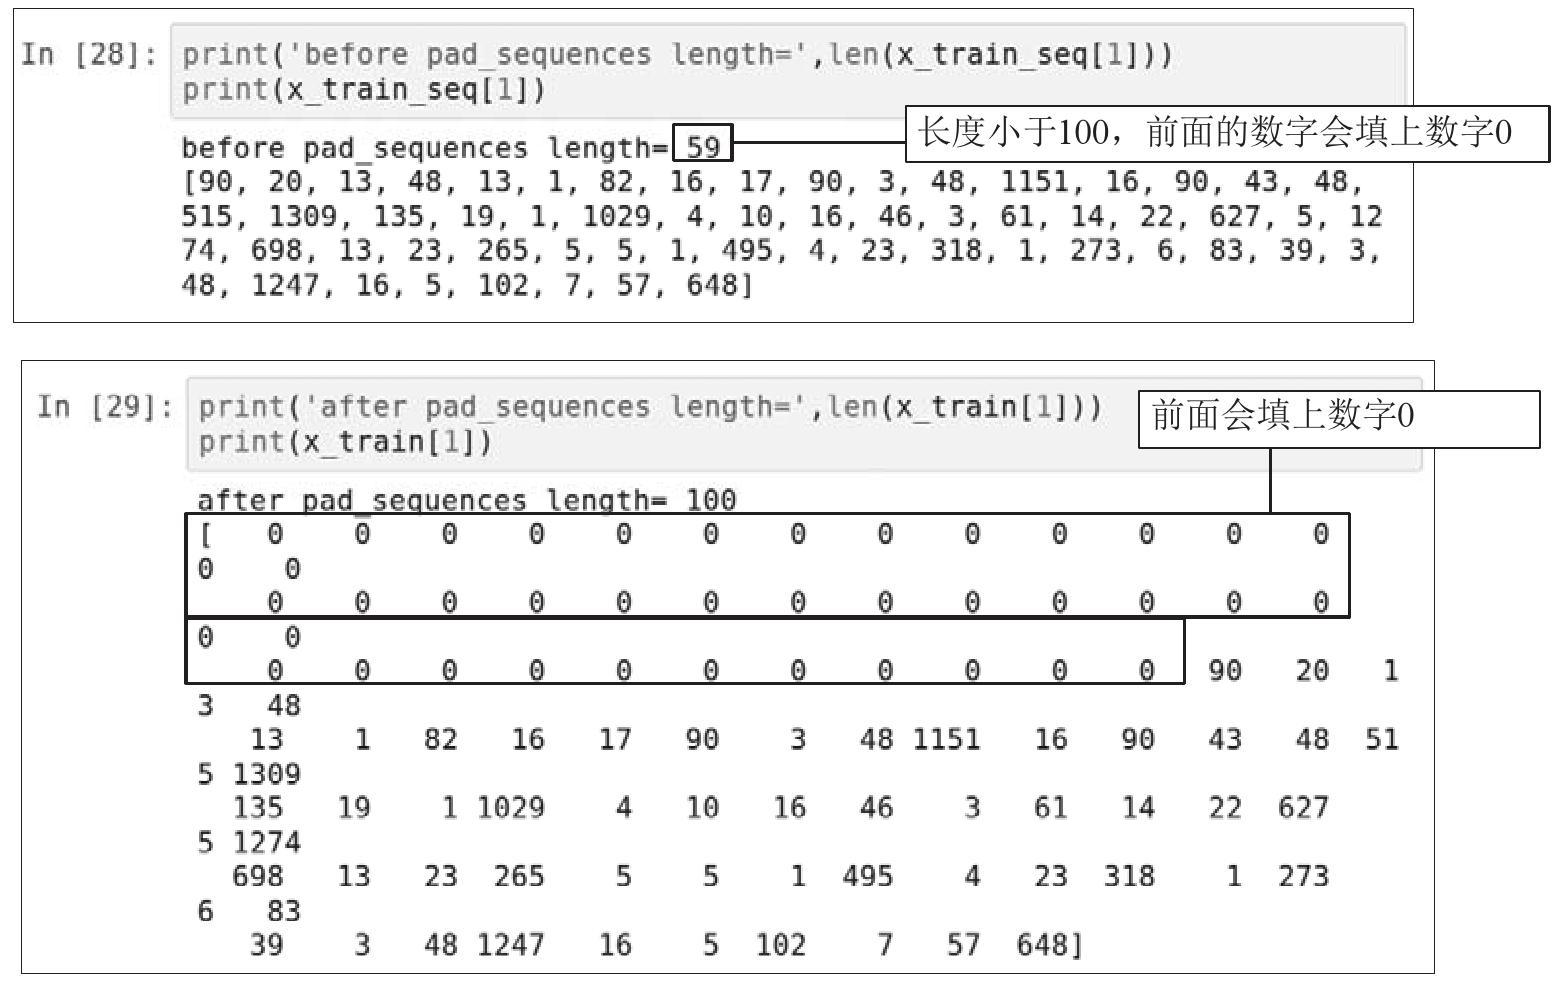 In [28]: print('before pad_sequences length=',len(x_train_seq[1]))
print(x_train_seq[1])
before pad_sequences length= 59
长度小于100，前面的数字会填上数字0
[90, 20, 13, 48, 13, 1, 82, 16, 17, 90, 3, 48, 1151, 16, 90, 43, 48,
515, 1309, 135, 19, 1, 1029, 4, 10, 16, 46, 3, 61, 14, 22, 627, 5, 12
74, 698, 13, 23, 265, 5, 5, 1, 495, 4, 23, 318, 1, 273, 6, 83, 39, 3,
48, 1247, 16, 5, 102, 7, 57, 648]
In [29]: print('after pad_sequences length=',len(x_train[1]))
print(x_train[1])
前面会填上数字0
after pad_sequences length= 100
[ 0 0 0 0 0 0 0 0 0 0 0 0 0
0 0
0 0 0 0 0 0 0 0 0 0 0 0 0
0 0
0 0 0 0 0 0 0 0 0 0 0 90 20 1
3 48
13 1 82 16 17 90 3 48 1151 16 90 43 48 51
5 1309
135 19 1 1029 4 10 16 46 3 61 14 22 627
5 1274
698 13 23 265 5 5 1 495 4 23 318 1 273
6 83
39 3 48 1247 16 5 102 7 57 648]